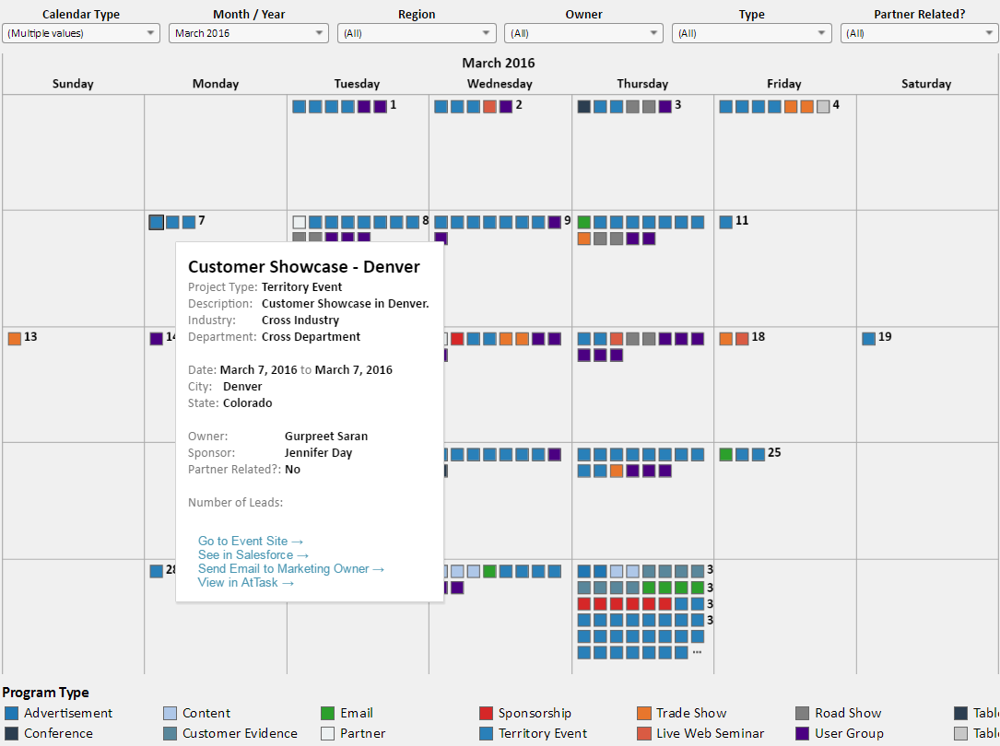 Calendar Type Month / Year Region Owner Type Partner Related?
(Multiple values) March 2016 (All) (All) (All) (All)
March 2016
Sunday Monday Tuesday Wednesday Thursday Friday Saturday
1 2 3 4
7 8 9 11
Customer Showcase - Denver
Project Type: Territory Event
Description: Customer Showcase in Denver.
Industry: Cross Industry
Department: Cross Department
13 14 18 19
Date: March 7, 2016 to March 7, 2016
City: Denver
State: Colorado
Owner: Gurpreet Saran
Sponsor: Jennifer Day
25
Partner Related?: No
Number of Leads:
Go to Event Site →
See in Salesforce →
Send Email to Marketing Owner →
View in AtTask →
28 3
3
3
3
...
Program Type
Advertisement Content Email Sponsorship Trade Show Road Show
Conference Customer Evidence Partner Territory Event Live Web Seminar User Group